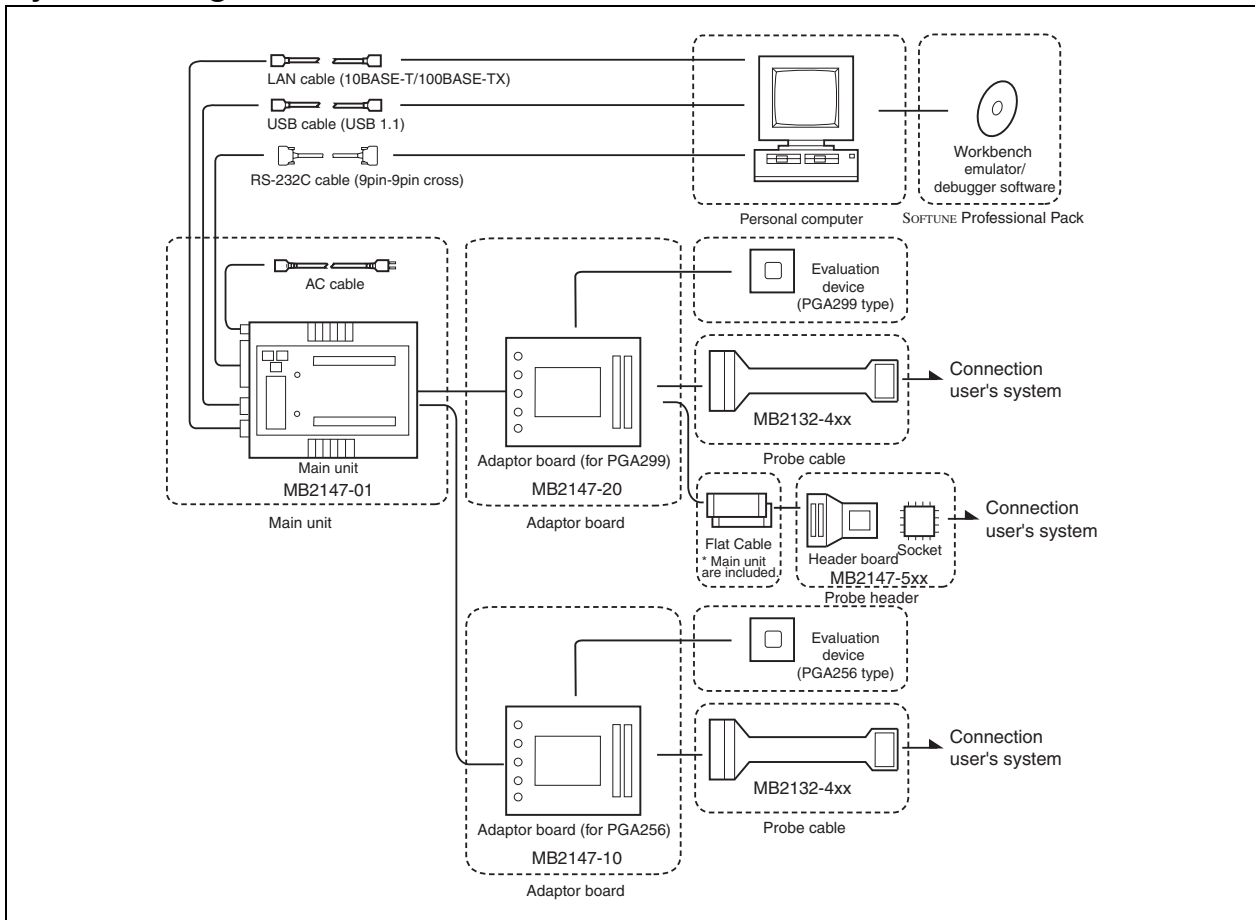 LAN cable (10BASE-T/100BASE-TX)
USB cable (USB 1.1)
RS-232C cable (9pin-9pin cross)
Workbench
emulator/
debugger software
Personal computer
SOFTUNE Professional Pack
AC cable
Main unit
MB2147-01
Main unit
Adaptor board (for PGA299)
MB2147-20
Adaptor board
Evaluation
device
(PGA299 type)
MB2132-4xx
Probe cable
Connection
user's system
Flat Cable
* Main unit
are included.
Header board
Socket
MB2147-5xx
Probe header
Connection
user's system
Adaptor board (for PGA256)
MB2147-10
Adaptor board
Evaluation
device
(PGA256 type)
MB2132-4xx
Probe cable
Connection
user's system